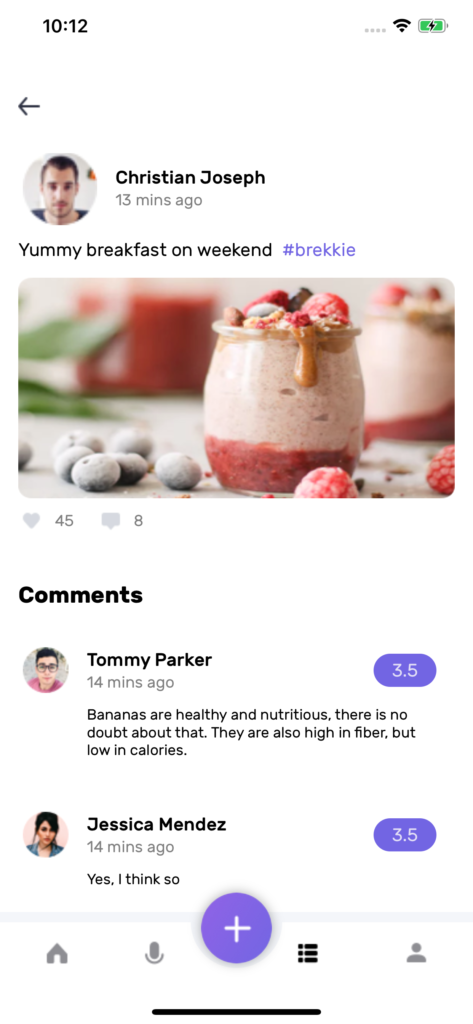 10:12
Christian Joseph
13 mins ago
Yummy breakfast on weekend #brekkie
45 8
Comments
Tommy Parker
3.5
14 mins ago
Bananas are healthy and nutritious, there is no
doubt about that. They are also high in fiber, but
low in calories.
Jessica Mendez
3.5
14 mins ago
Yes, I think so